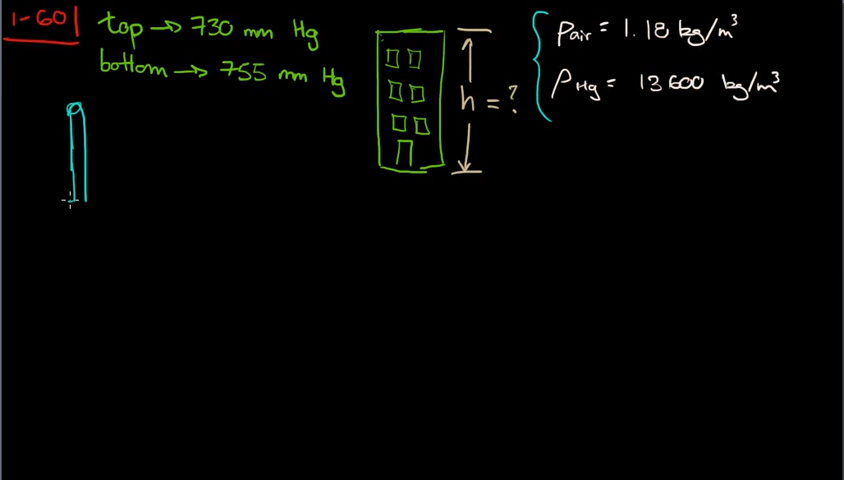 1-60
top → 730 mm Hg
bottom → 755 mm Hg
h = ?
ρair = 1.18 kg/m³
ρHg = 13600 kg/m³